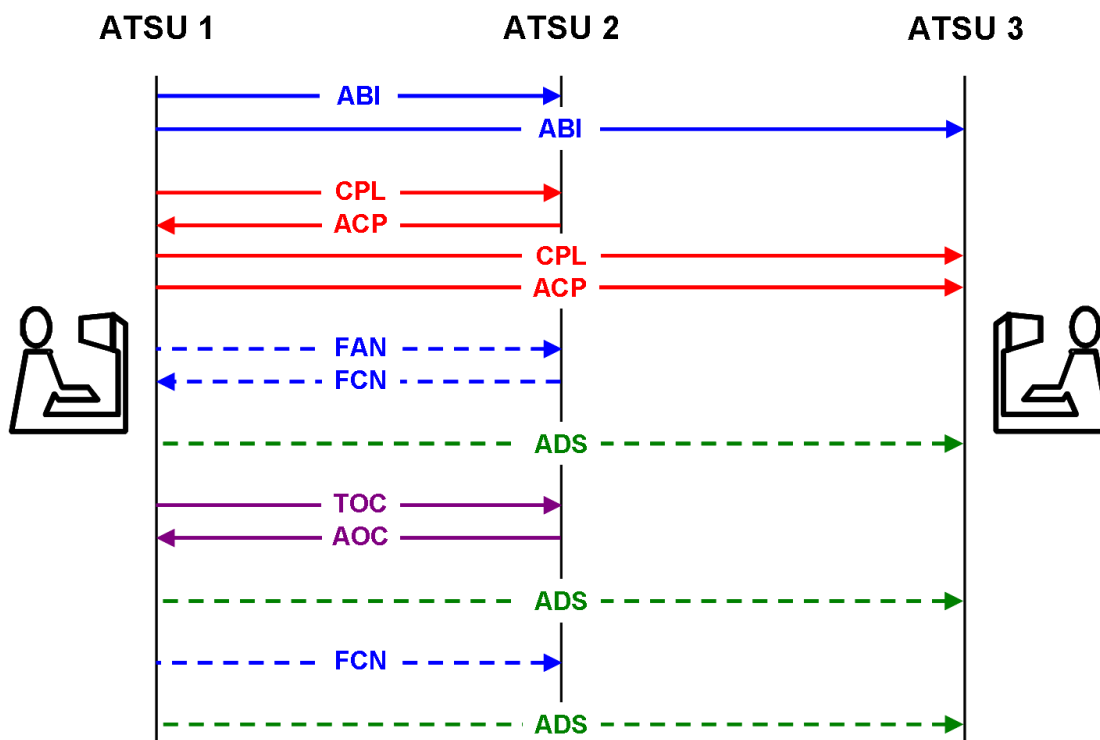 ATSU 1 ATSU 2 ATSU 3
ABI
ABI
CPL
ACP
CPL
ACP
FAN
FCN
ADS
TOC
AOC
ADS
FCN
ADS